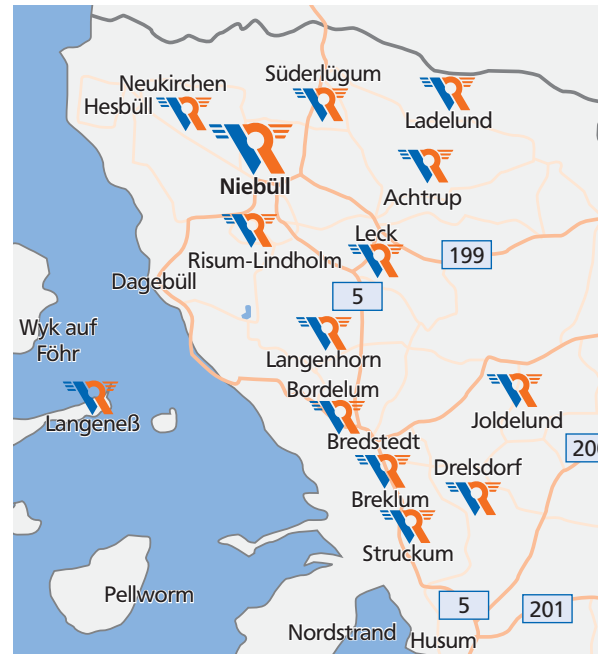 Süderlügum
Neukirchen
Hesbüll
Ladelund
Niebüll
Achtrup
Leck
Risum-Lindholm
199
Dagebüll
5
Wyk auf
Föhr
Langenhorn
Bordelum
Langeneß
Joldelund
Bredstedt
200
Drelsdorf
Breklum
Struckum
Pellworm
5
201
Nordstrand
Husum